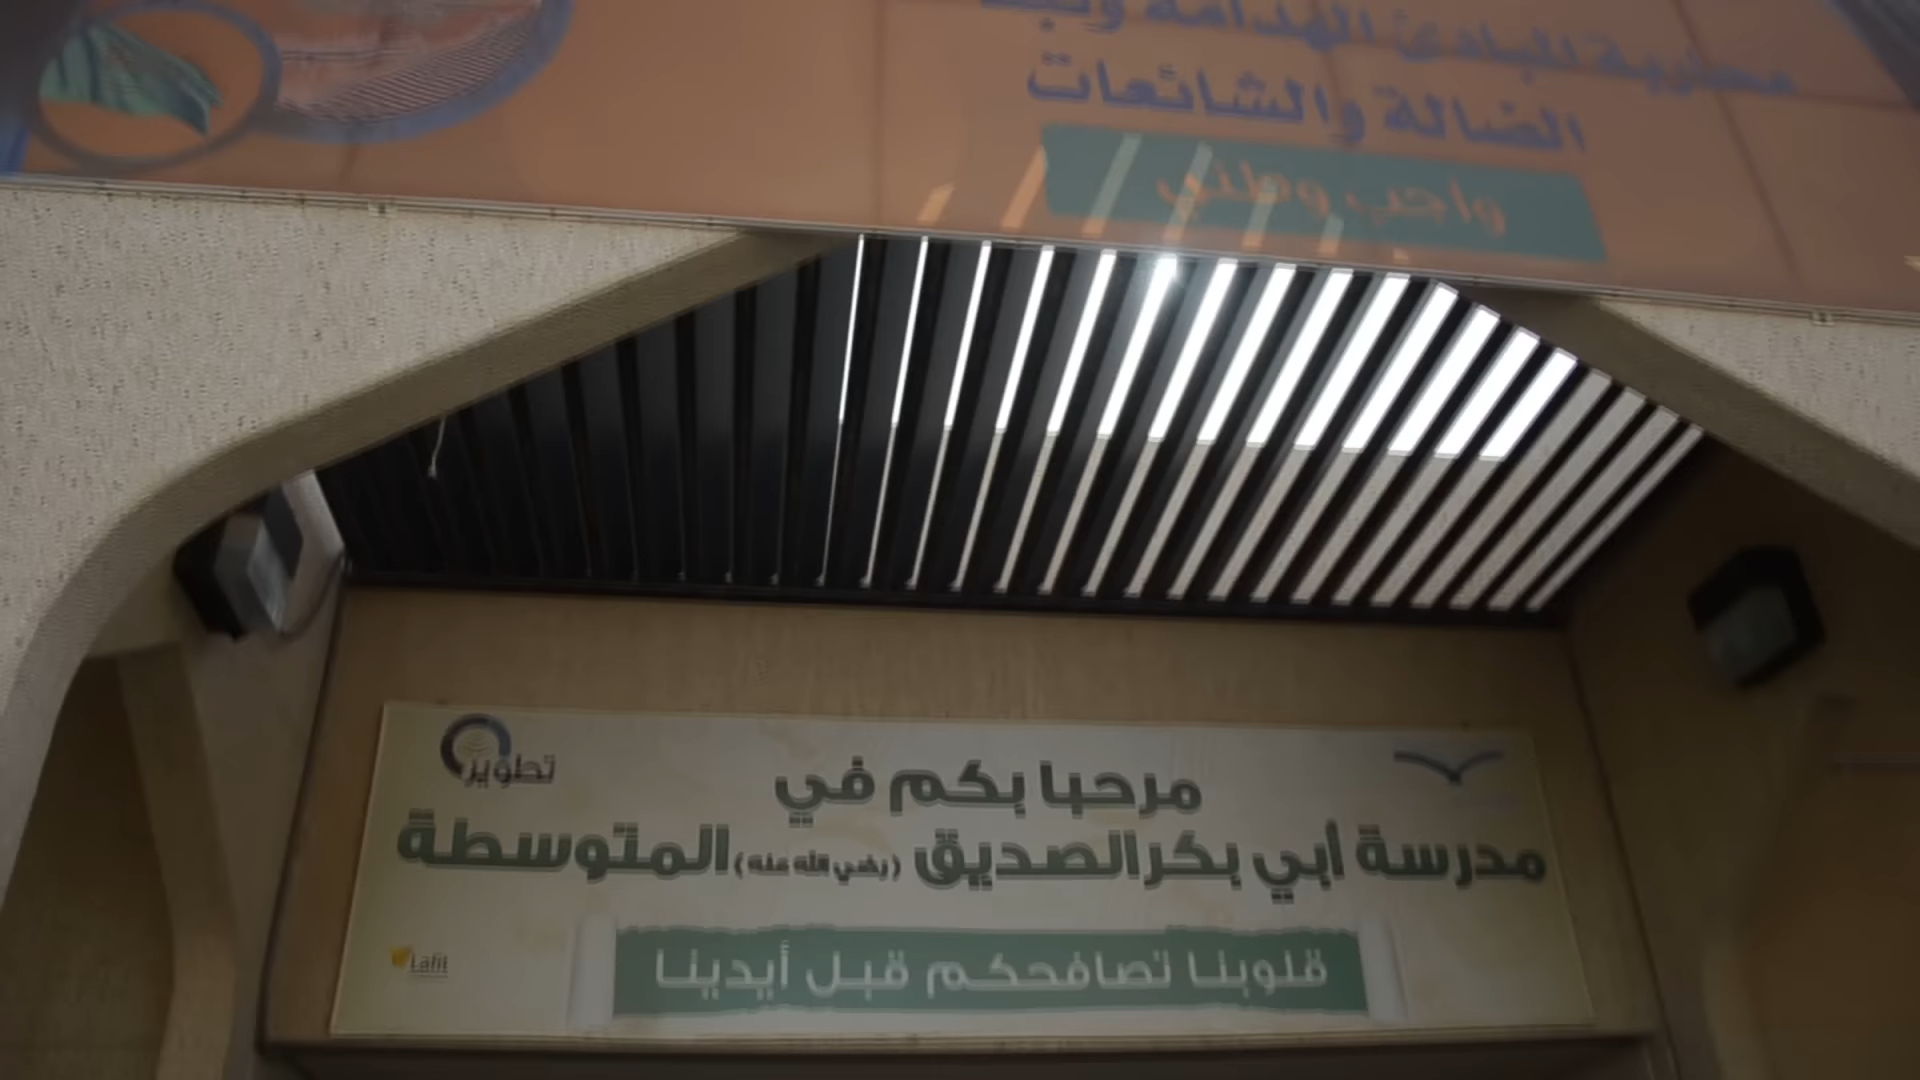 محاربة المبادئ الهدامة
الضالة والشائعات
واجب وطني
تطوير
مرحبا بكم في
مدرسة أبي بكر الصديق (رضي الله عنه) المتوسطة
قلوبنا تصافحكم قبل أيدينا